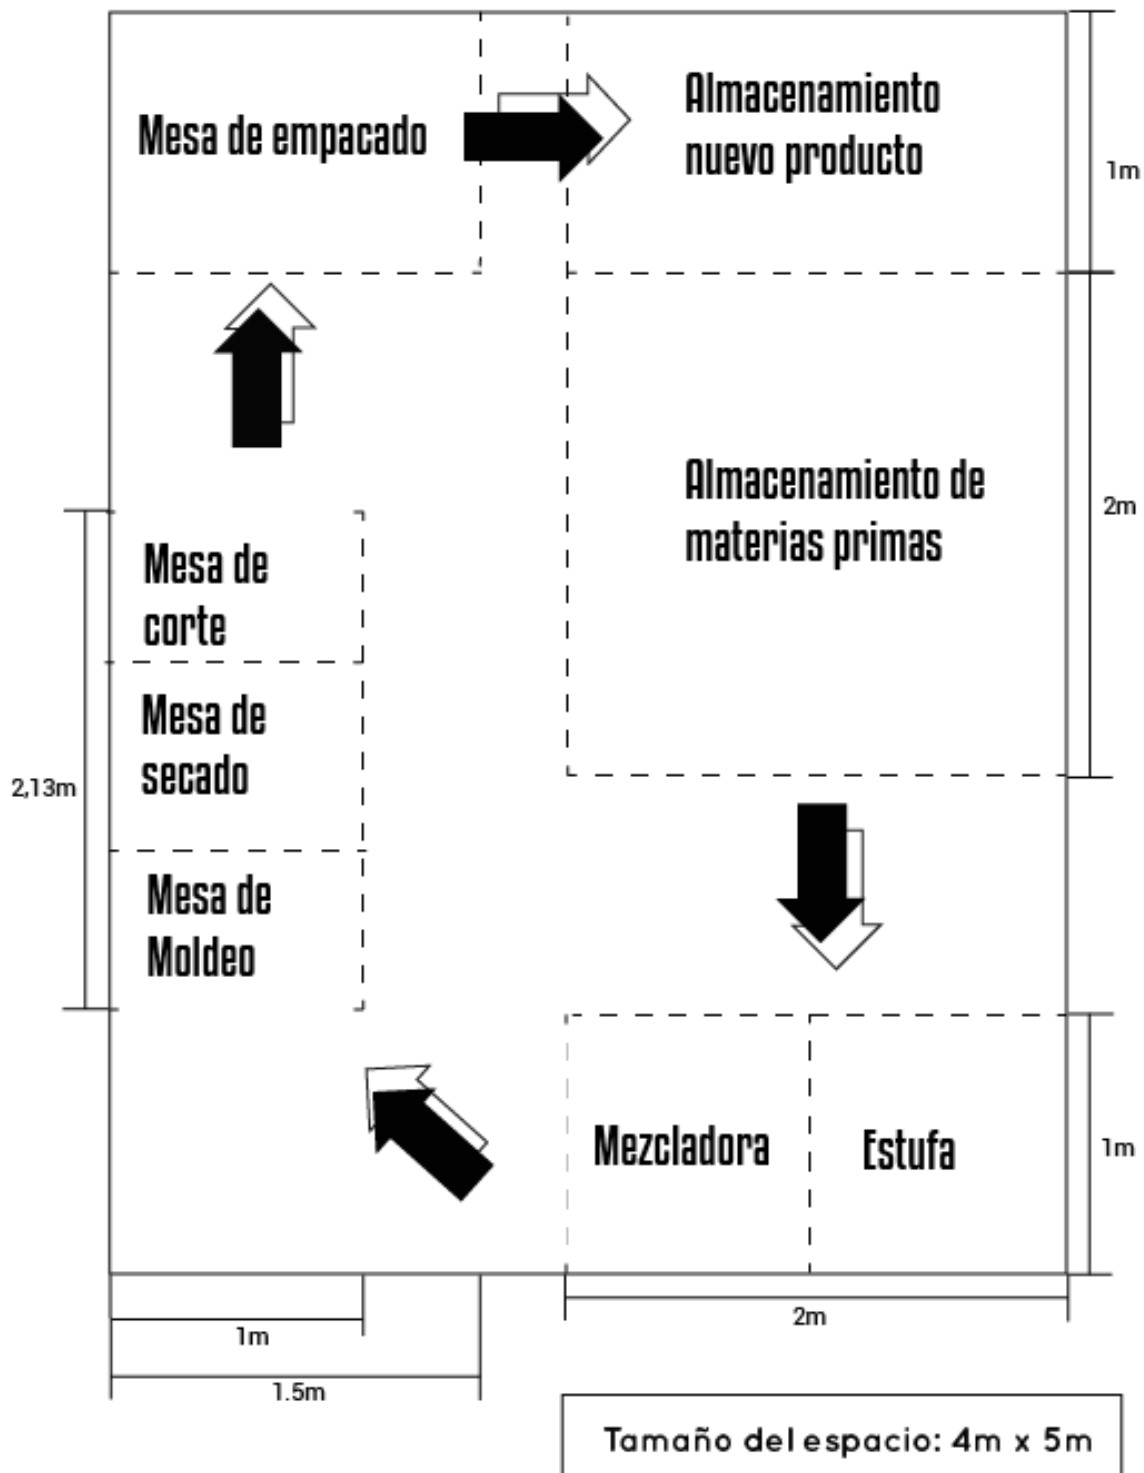 Mesa de empacado
Almacenamiento
nuevo producto
1m
Almacenamiento de
materias primas
2m
Mesa de
corte
Mesa de
secado
2,13m
Mesa de
Moldeo
Mezcladora
Estufa
1m
1m
2m
1.5m
Tamaño del espacio: 4m x 5m